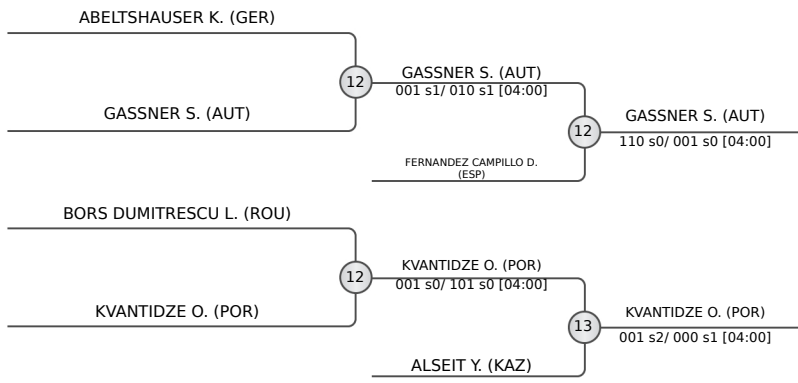 ABELTSHAUSER K. (GER)
12
GASSNER S. (AUT)
001 s1/ 010 s1 [04:00]
GASSNER S. (AUT)
12
GASSNER S. (AUT)
110 s0/ 001 s0 [04:00]
FERNANDEZ CAMPILLO D.
(ESP)
BORS DUMITRESCU L. (ROU)
12
KVANTIDZE O. (POR)
001 s0/ 101 s0 [04:00]
KVANTIDZE O. (POR)
13
KVANTIDZE O. (POR)
001 s2/ 000 s1 [04:00]
ALSEIT Y. (KAZ)